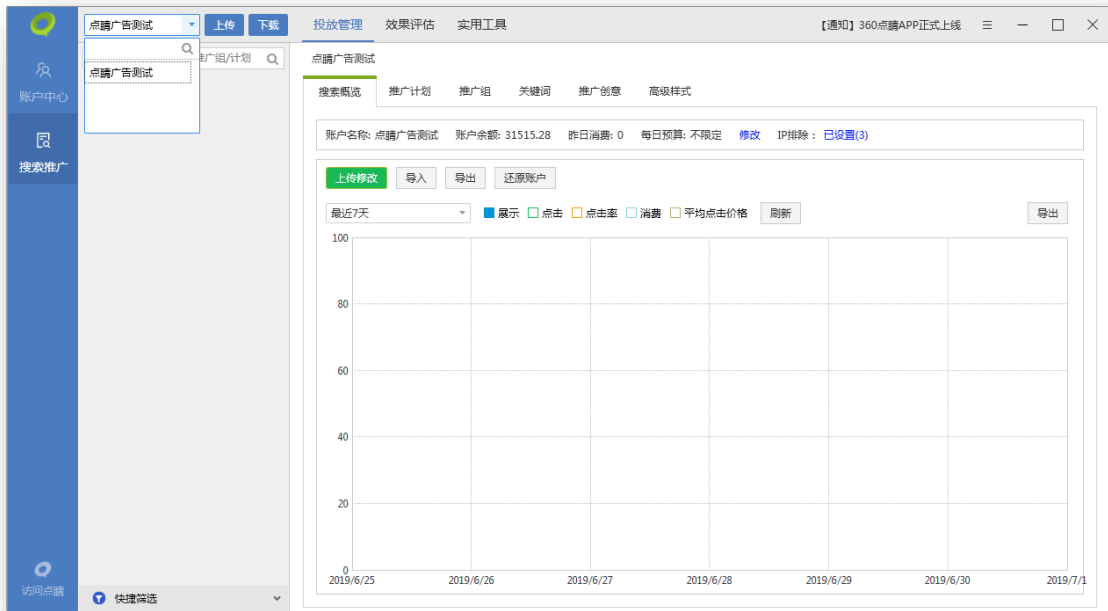 点睛广告测试 上传 下载 投放管理 效果评估 实用工具 【通知】360点睛APP正式上线
推广组/计划
点睛广告测试
点睛广告测试
账户中心
搜索推广
搜索概览 推广计划 推广组 关键词 推广创意 高级样式
账户名称: 点睛广告测试 账户余额: 31515.28 昨日消费: 0 每日预算: 不限定 修改 IP排除： 已设置(3)
上传修改 导入 导出 还原账户
最近7天 展示 点击 点击率 消费 平均点击价格 刷新 导出
100
80
60
40
20
0
2019/6/25 2019/6/26 2019/6/27 2019/6/28 2019/6/29 2019/6/30 2019/7/1
访问点睛
快捷筛选